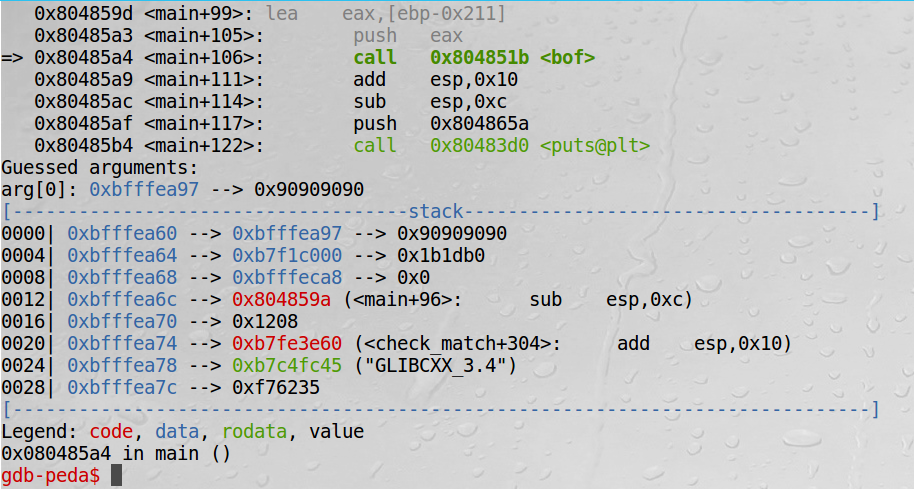 0x804859d <main+99>: lea    eax,[ebp-0x211]
   0x80485a3 <main+105>:        push   eax
=> 0x80485a4 <main+106>:        call   0x804851b <bof>
   0x80485a9 <main+111>:        add    esp,0x10
   0x80485ac <main+114>:        sub    esp,0xc
   0x80485af <main+117>:        push   0x804865a
   0x80485b4 <main+122>:        call   0x80483d0 <puts@plt>
Guessed arguments:
arg[0]: 0xbfffea97 --> 0x90909090
[------------------------------------stack-------------------------------------]
0000| 0xbfffea60 --> 0xbfffea97 --> 0x90909090
0004| 0xbfffea64 --> 0xb7f1c000 --> 0x1b1db0
0008| 0xbfffea68 --> 0xbfffeca8 --> 0x0
0012| 0xbfffea6c --> 0x804859a (<main+96>:      sub    esp,0xc)
0016| 0xbfffea70 --> 0x1208
0020| 0xbfffea74 --> 0xb7fe3e60 (<check_match+304>:     add    esp,0x10)
0024| 0xbfffea78 --> 0xb7c4fc45 ("GLIBCXX_3.4")
0028| 0xbfffea7c --> 0xf76235
[------------------------------------------------------------------------------]
Legend: code, data, rodata, value
0x080485a4 in main ()
gdb-peda$